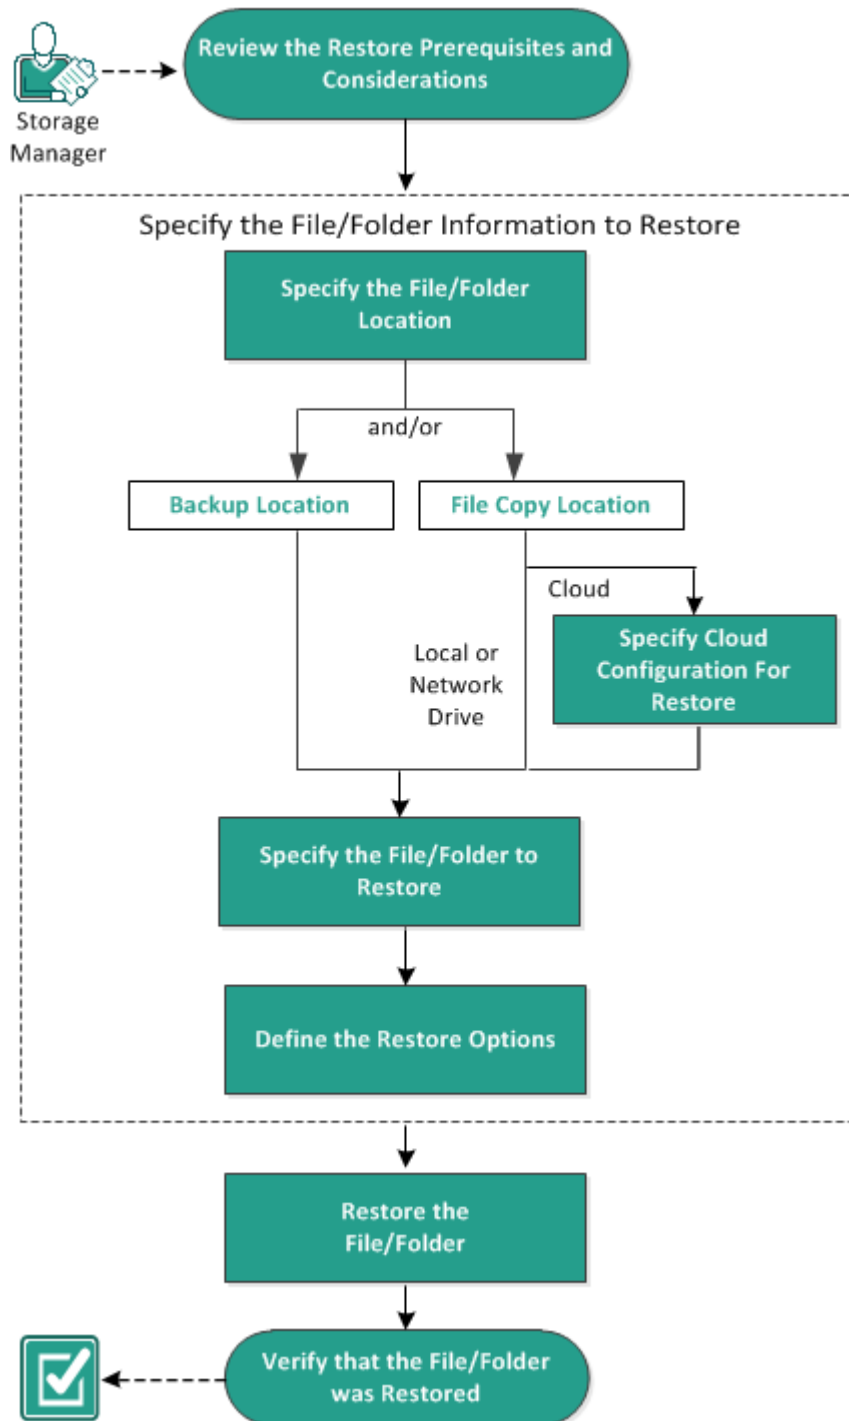 Review the Restore Prerequisites and
Considerations
Storage
Manager
Specify the File/Folder Information to Restore
Specify the File/Folder
Location
and/or
Backup Location
File Copy Location
Cloud
Specify Cloud
Configuration For
Restore
Local or
Network
Drive
Specify the File/Folder to
Restore
Define the Restore Options
Restore the
File/Folder
Verify that the File/Folder
was Restored